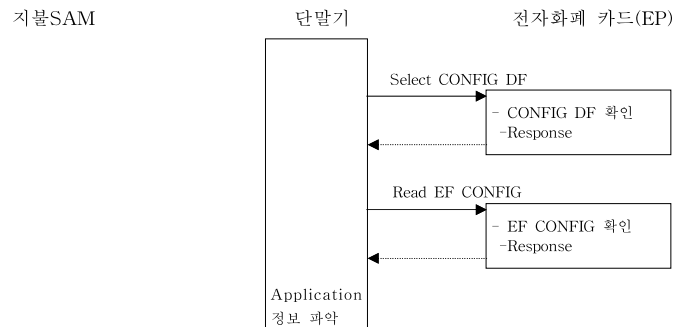 지불SAM 단말기 전자화폐 카드(EP)
Select CONFIG DF
- CONFIG DF 확인
-Response
Read EF CONFIG
- EF CONFIG 확인
-Response
Application
정보 파악